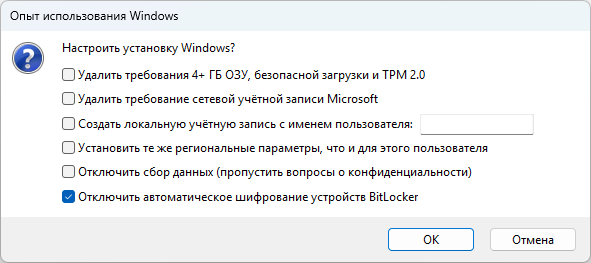 Опыт использования Windows
Настроить установку Windows?
Удалить требования 4+ ГБ ОЗУ, безопасной загрузки и TPM 2.0
Удалить требование сетевой учётной записи Microsoft
Создать локальную учётную запись с именем пользователя:
Установить те же региональные параметры, что и для этого пользователя
Отключить сбор данных (пропустить вопросы о конфиденциальности)
Отключить автоматическое шифрование устройств BitLocker
OK
Отмена